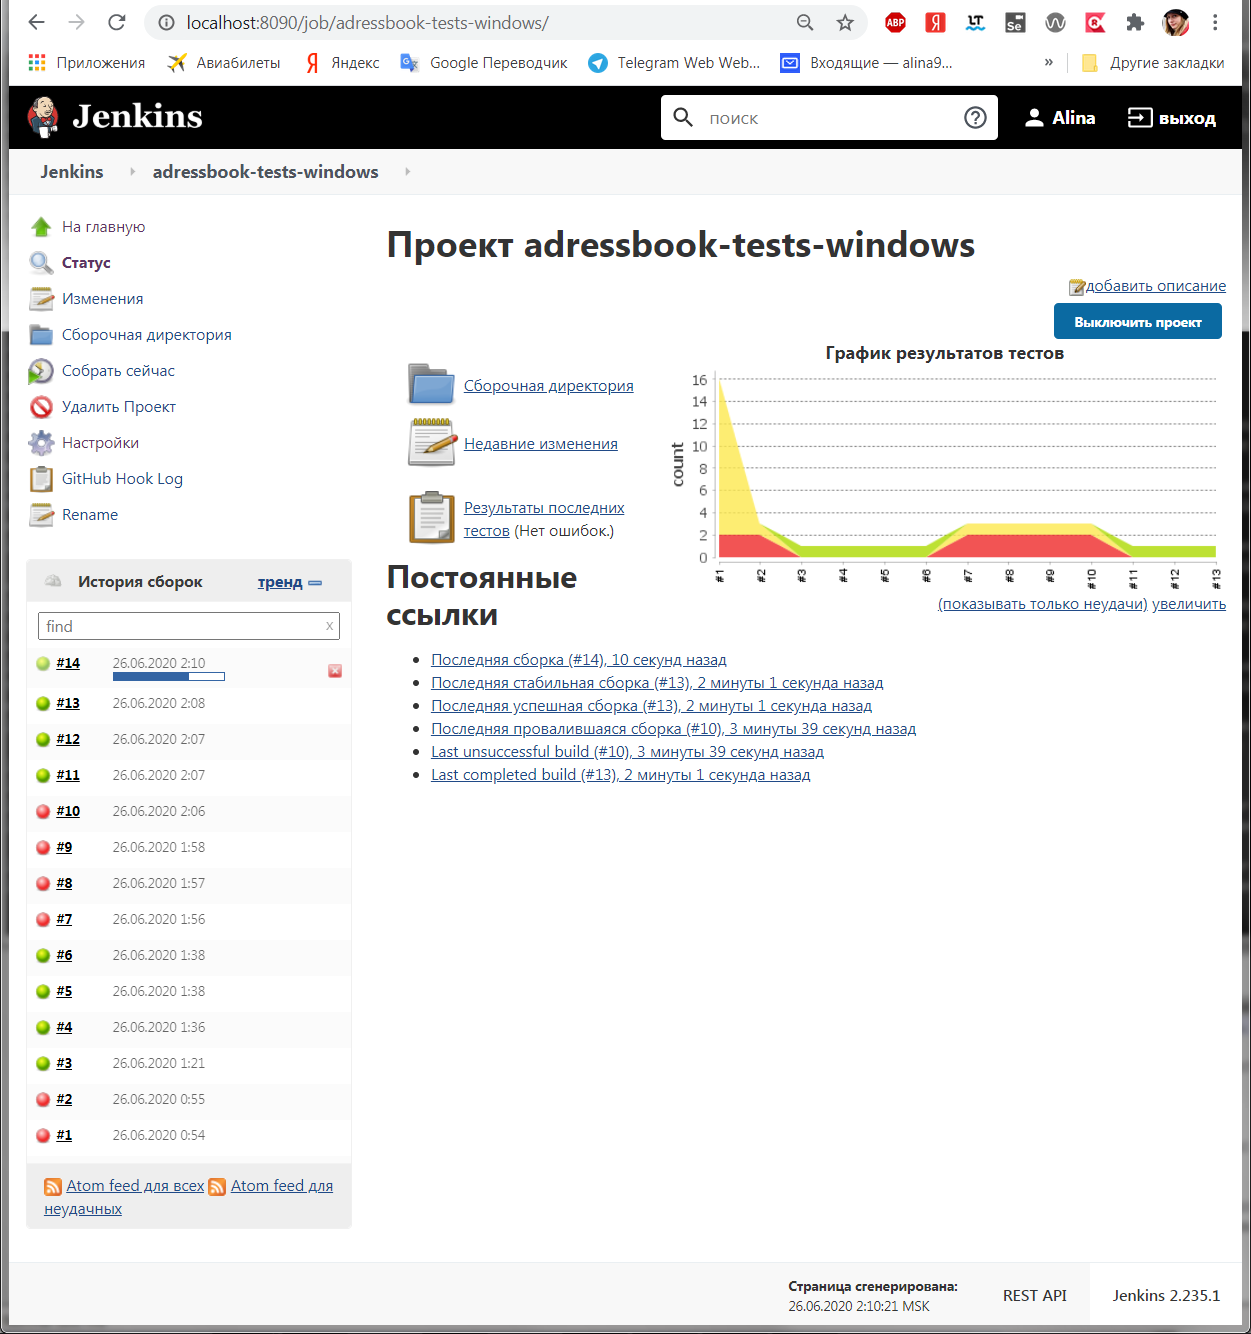 localhost:8090/job/adressbook-tests-windows/
ABP
Я
LT
Se
Приложения
Авиабилеты
Я Яндекс
Google Переводчик
Telegram Web Web...
Входящие — alina9...
»
Другие закладки
Jenkins
поиск
Alina
выход
Jenkins
adressbook-tests-windows
На главную
Статус
Изменения
Сборочная директория
Собрать сейчас
Удалить Проект
Настройки
GitHub Hook Log
Rename
Проект adressbook-tests-windows
добавить описание
Выключить проект
Сборочная директория
Недавние изменения
Результаты последних
тестов (Нет ошибок.)
График результатов тестов
count
16
14
12
10
8
6
4
2
0
#1
#2
#3
#4
#5
#6
#7
#8
#9
#10
#11
#12
#13
(показывать только неудачи) увеличить
Постоянные
ссылки
Последняя сборка (#14), 10 секунд назад
Последняя стабильная сборка (#13), 2 минуты 1 секунда назад
Последняя успешная сборка (#13), 2 минуты 1 секунда назад
Последняя провалившаяся сборка (#10), 3 минуты 39 секунд назад
Last unsuccessful build (#10), 3 минуты 39 секунд назад
Last completed build (#13), 2 минуты 1 секунда назад
История сборок
тренд
find
x
#14 26.06.2020 2:10
#13 26.06.2020 2:08
#12 26.06.2020 2:07
#11 26.06.2020 2:07
#10 26.06.2020 2:06
#9 26.06.2020 1:58
#8 26.06.2020 1:57
#7 26.06.2020 1:56
#6 26.06.2020 1:38
#5 26.06.2020 1:38
#4 26.06.2020 1:36
#3 26.06.2020 1:21
#2 26.06.2020 0:55
#1 26.06.2020 0:54
Atom feed для всех
Atom feed для
неудачных
Страница сгенерирована:
26.06.2020 2:10:21 MSK
REST API
Jenkins 2.235.1